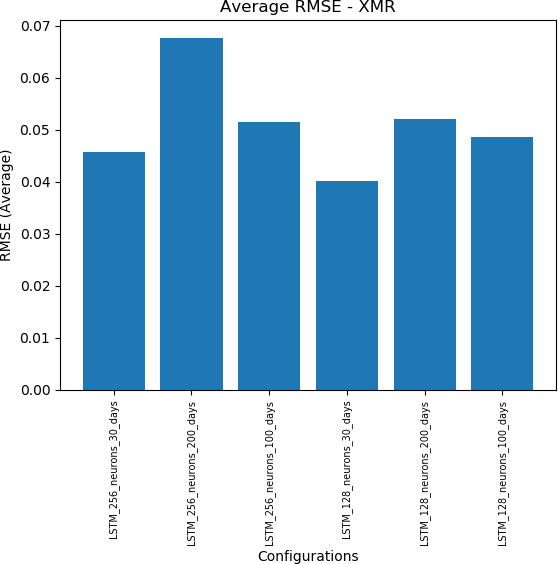 Average RMSE - XMR
0.07
0.06
0.05
0.04
0.03
0.02
0.01
0.00
RMSE (Average)
LSTM_256_neurons_30_days
LSTM_256_neurons_200_days
LSTM_256_neurons_100_days
LSTM_128_neurons_30_days
LSTM_128_neurons_200_days
LSTM_128_neurons_100_days
Configurations